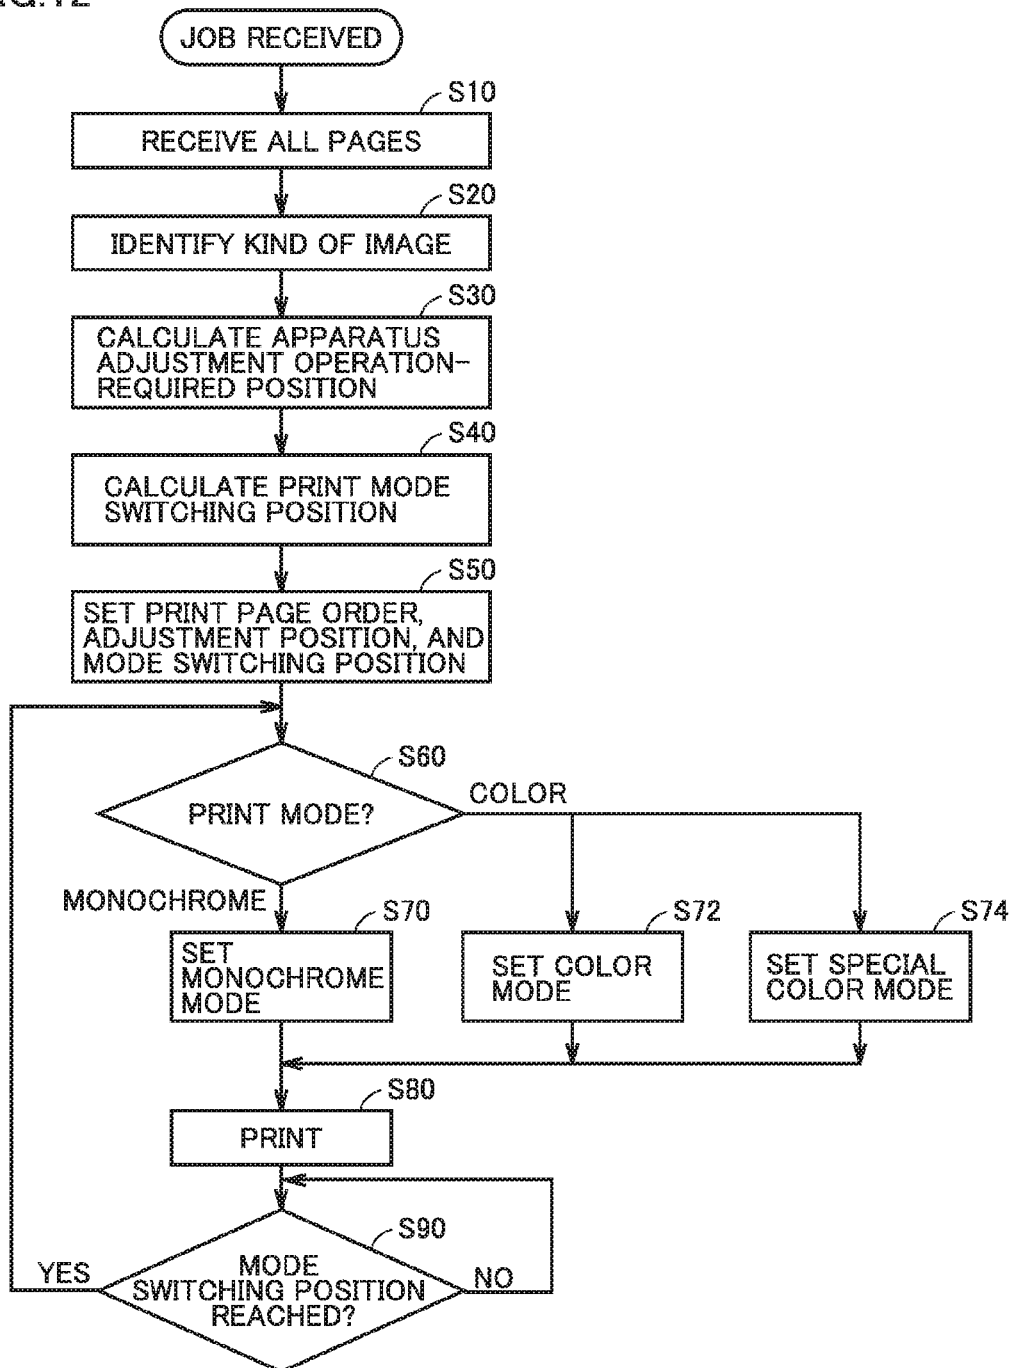 JOB RECEIVED
S10
RECEIVE ALL PAGES
S20
IDENTIFY KIND OF IMAGE
S30
CALCULATE APPARATUS
ADJUSTMENT OPERATION-
REQUIRED POSITION
S40
CALCULATE PRINT MODE
SWITCHING POSITION
S50
SET PRINT PAGE ORDER,
ADJUSTMENT POSITION, AND
MODE SWITCHING POSITION
S60
PRINT MODE?
COLOR
MONOCHROME
S70
SET
MONOCHROME
MODE
S72
SET COLOR
MODE
S74
SET SPECIAL
COLOR MODE
S80
PRINT
S90
MODE
SWITCHING POSITION
REACHED?
YES
NO